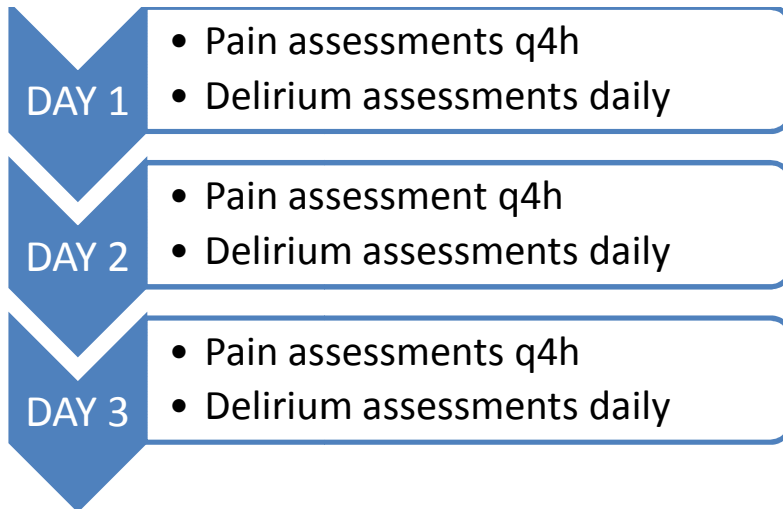 DAY 1
• Pain assessments q4h
• Delirium assessments daily
DAY 2
• Pain assessment q4h
• Delirium assessments daily
DAY 3
• Pain assessments q4h
• Delirium assessments daily